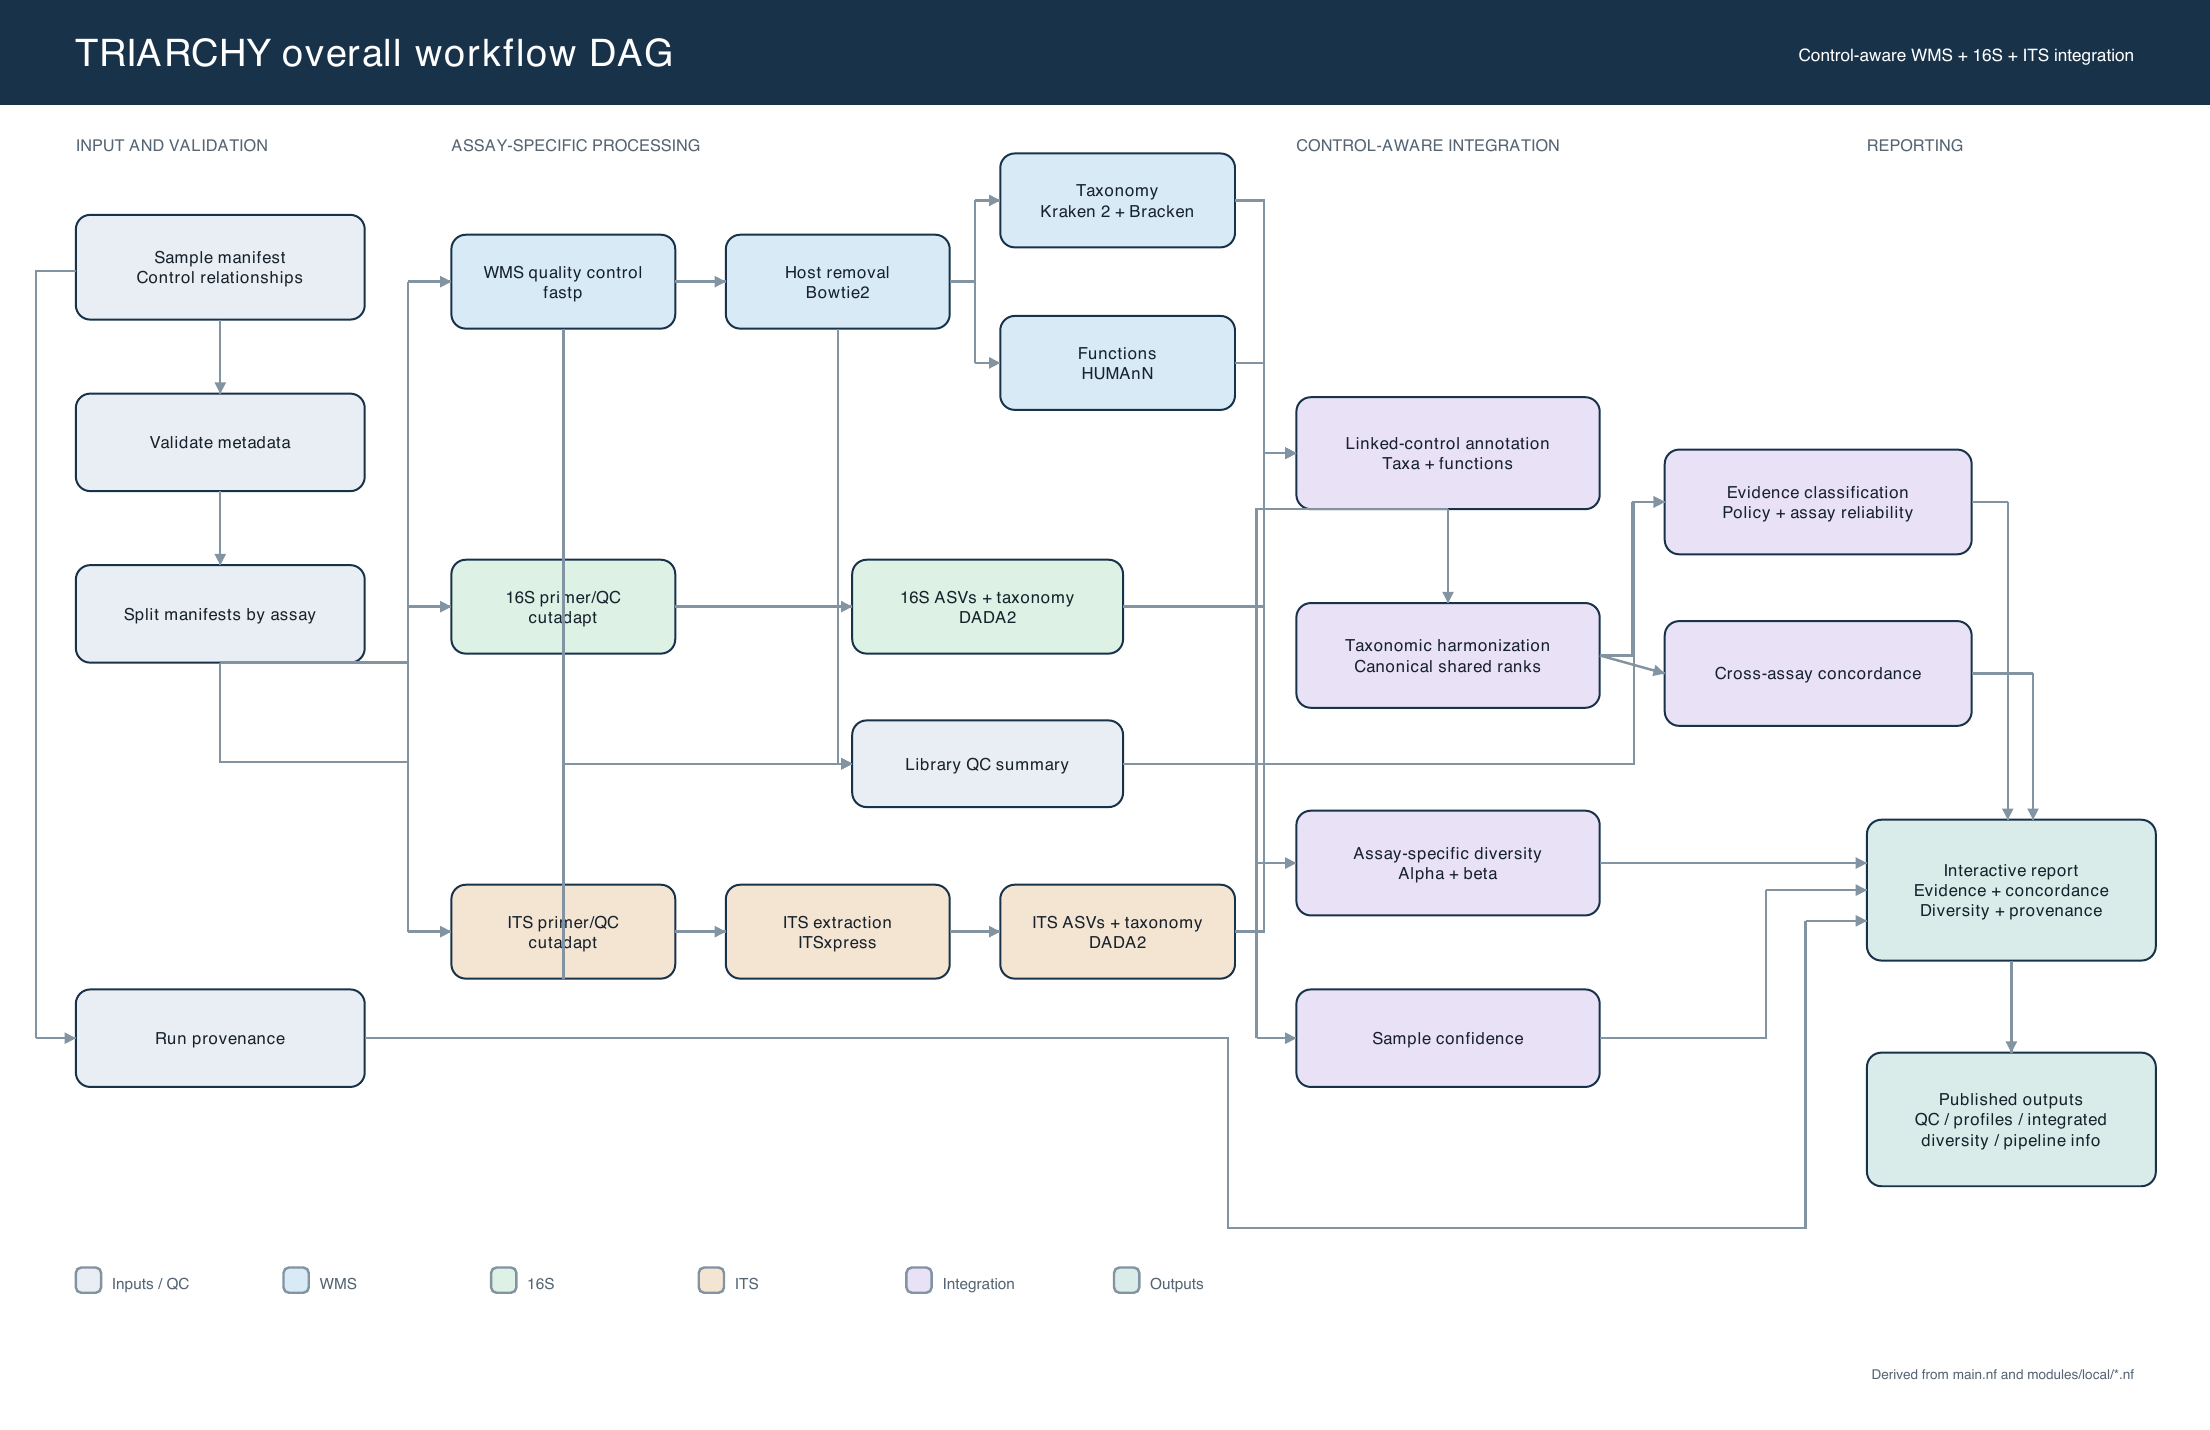 TRIARCHY overall workflow DAG
Control-aware WMS + 16S + ITS integration
INPUT AND VALIDATION
ASSAY-SPECIFIC PROCESSING
CONTROL-AWARE INTEGRATION
REPORTING
Sample manifest
Control relationships
Validate metadata
Split manifests by assay
Run provenance
WMS quality control
fastp
Host removal
Bowtie2
Taxonomy
Kraken 2 + Bracken
Functions
HUMAnN
16S primer/QC
cutadapt
16S ASVs + taxonomy
DADA2
Library QC summary
ITS primer/QC
cutadapt
ITS extraction
ITSxpress
ITS ASVs + taxonomy
DADA2
Linked-control annotation
Taxa + functions
Taxonomic harmonization
Canonical shared ranks
Evidence classification
Policy + assay reliability
Cross-assay concordance
Assay-specific diversity
Alpha + beta
Sample confidence
Interactive report
Evidence + concordance
Diversity + provenance
Published outputs
QC / profiles / integrated
diversity / pipeline info
Inputs / QC
WMS
16S
ITS
Integration
Outputs
Derived from main.nf and modules/local/*.nf